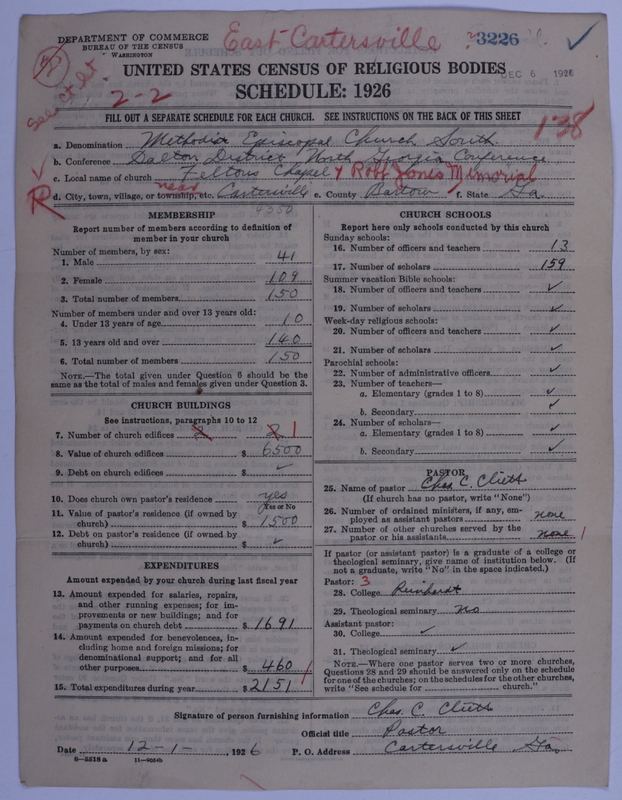 DEPARTMENT OF COMMERCE
BUREAU OF THE CENSUS
WASHINGTON
East Cartersville
3226
DEC 6 1926
UNITED STATES CENSUS OF RELIGIOUS BODIES
SCHEDULE: 1926
2-2
FILL OUT A SEPARATE SCHEDULE FOR EACH CHURCH. SEE INSTRUCTIONS ON THE BACK OF THIS SHEET
138
a. Denomination Methodist Episcopal Church South
b. Conference Dalton District North Georgia Conference
c. Local name of church Feltons Chapel & Robt Jones Memorial
d. City, town, village, or township, etc. near Cartersville e. County Bartow f. State Ga.
4350
MEMBERSHIP
Report number of members according to definition of
member in your church
Number of members, by sex:
1. Male 41
2. Female 109
3. Total number of members 150
Number of members under and over 13 years old:
4. Under 13 years of age 10
5. 13 years old and over 140
6. Total number of members 150
NOTE.—The total given under Question 6 should be the
same as the total of males and females given under Question 3.
CHURCH BUILDINGS
See instructions, paragraphs 10 to 12
7. Number of church edifices 2 2 1
8. Value of church edifices $ 6500
9. Debt on church edifices $ ✓
10. Does church own pastor's residence yes
Yes or No
11. Value of pastor's residence (if owned by
church) $ 1500
12. Debt on pastor's residence (if owned by
church) $ ✓
EXPENDITURES
Amount expended by your church during last fiscal year
13. Amount expended for salaries, repairs,
and other running expenses; for im-
provements or new building; and for
payments on church debt $ 1691
14. Amount expended for benevolences, in-
cluding home and foreign missions; for
denominational support; and for all
other purposes $ 460
15. Total expenditures during year $ 2151
CHURCH SCHOOLS
Report here only schools conducted by this church
Sunday schools:
16. Number of officers and teachers 13
17. Number of scholars 159
Summer vacation Bible schools:
18. Number of officers and teachers ✓
19. Number of scholars ✓
Week-day religious schools:
20. Number of officers and teachers ✓
21. Number of scholars ✓
Parochial schools:
22. Number of administrative officers ✓
23. Number of teachers—
a. Elementary (grades 1 to 8) ✓
b. Secondary ✓
24. Number of scholars—
a. Elementary (grades 1 to 8) ✓
b. Secondary ✓
PASTOR
25. Name of pastor Chas. C. Cliett
(If church has no pastor, write "None")
26. Number of ordained ministers, if any, em-
ployed as assistant pastors none
27. Number of other churches served by the
pastor or his assistants none 1
If pastor (or assistant pastor) is a graduate of a college or
theological seminary, give name of institution below. (If
not a graduate, write "No" in the space indicated.)
Pastor: 3
28. College Reinhardt
29. Theological seminary No
Assistant pastor:
30. College ✓
31. Theological seminary ✓
NOTE.—Where one pastor serves two or more churches,
Questions 28 and 29 should be answered only on the schedule
for one of the churches; on the schedules for the other churches,
write "See schedule for church."
Signature of person furnishing information Chas. C. Cliett
Official title Pastor
Date 12-1-, 1926 P. O. Address Cartersville Ga.
8—5518a 11—9054b